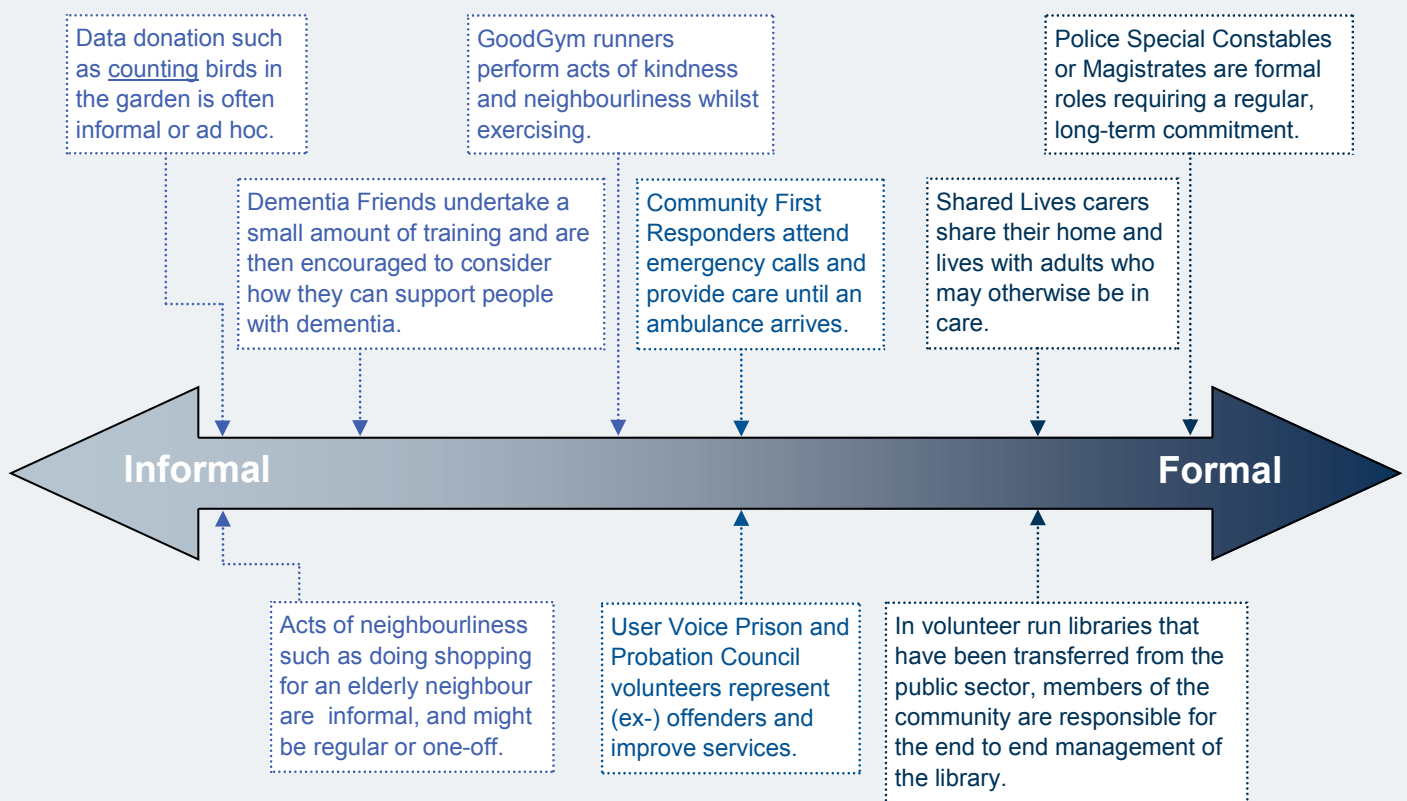 Data donation such
as counting birds in
the garden is often
informal or ad hoc.
GoodGym runners
perform acts of kindness
and neighbourliness whilst
exercising.
Police Special Constables
or Magistrates are formal
roles requiring a regular,
long-term commitment.
Dementia Friends undertake a
small amount of training and are
then encouraged to consider
how they can support people
with dementia.
Community First
Responders attend
emergency calls and
provide care until an
ambulance arrives.
Shared Lives carers
share their home and
lives with adults who
may otherwise be in
care.
Informal
Formal
Acts of neighbourliness
such as doing shopping
for an elderly neighbour
are  informal, and might
be regular or one-off.
User Voice Prison and
Probation Council
volunteers represent
(ex-) offenders and
improve services.
In volunteer run libraries that
have been transferred from the
public sector, members of the
community are responsible for
the end to end management of
the library.